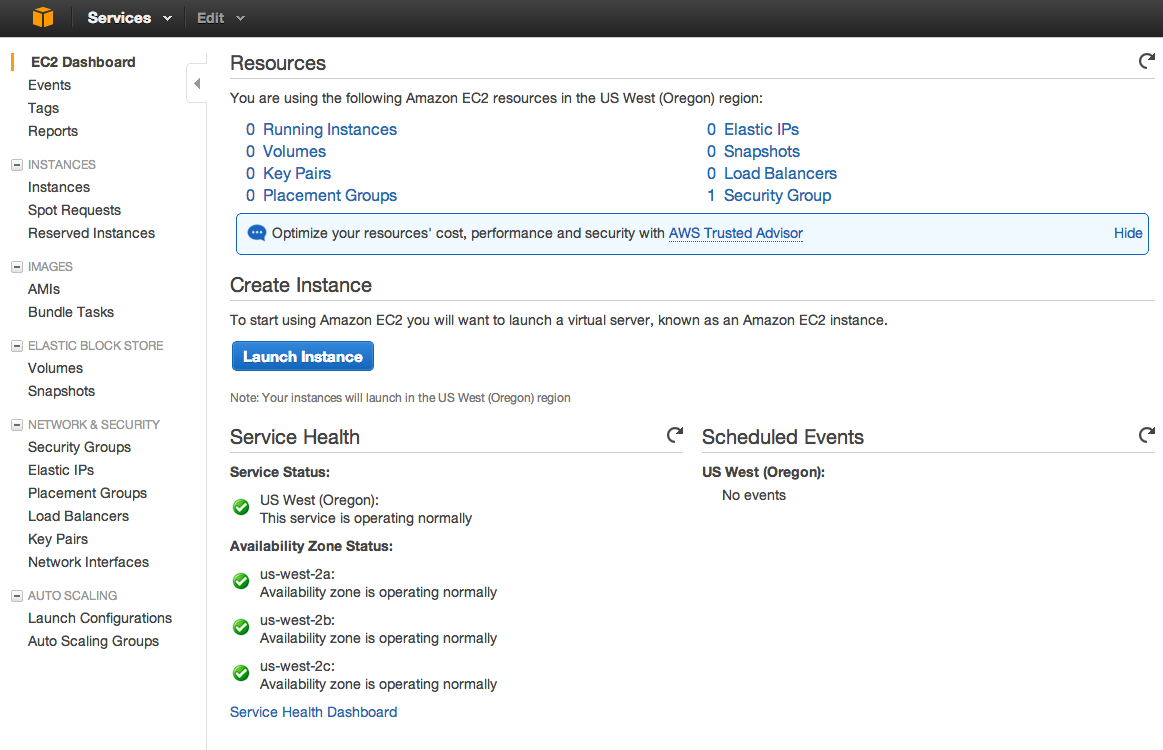 Services Edit
EC2 Dashboard
Events
Tags
Reports
INSTANCES
Instances
Spot Requests
Reserved Instances
IMAGES
AMIs
Bundle Tasks
ELASTIC BLOCK STORE
Volumes
Snapshots
NETWORK & SECURITY
Security Groups
Elastic IPs
Placement Groups
Load Balancers
Key Pairs
Network Interfaces
AUTO SCALING
Launch Configurations
Auto Scaling Groups
Resources
You are using the following Amazon EC2 resources in the US West (Oregon) region:
0 Running Instances
0 Volumes
0 Key Pairs
0 Placement Groups
0 Elastic IPs
0 Snapshots
0 Load Balancers
1 Security Group
Optimize your resources' cost, performance and security with AWS Trusted Advisor Hide
Create Instance
To start using Amazon EC2 you will want to launch a virtual server, known as an Amazon EC2 instance.
Launch Instance
Note: Your instances will launch in the US West (Oregon) region
Service Health
Service Status:
US West (Oregon):
This service is operating normally
Availability Zone Status:
us-west-2a:
Availability zone is operating normally
us-west-2b:
Availability zone is operating normally
us-west-2c:
Availability zone is operating normally
Service Health Dashboard
Scheduled Events
US West (Oregon):
No events